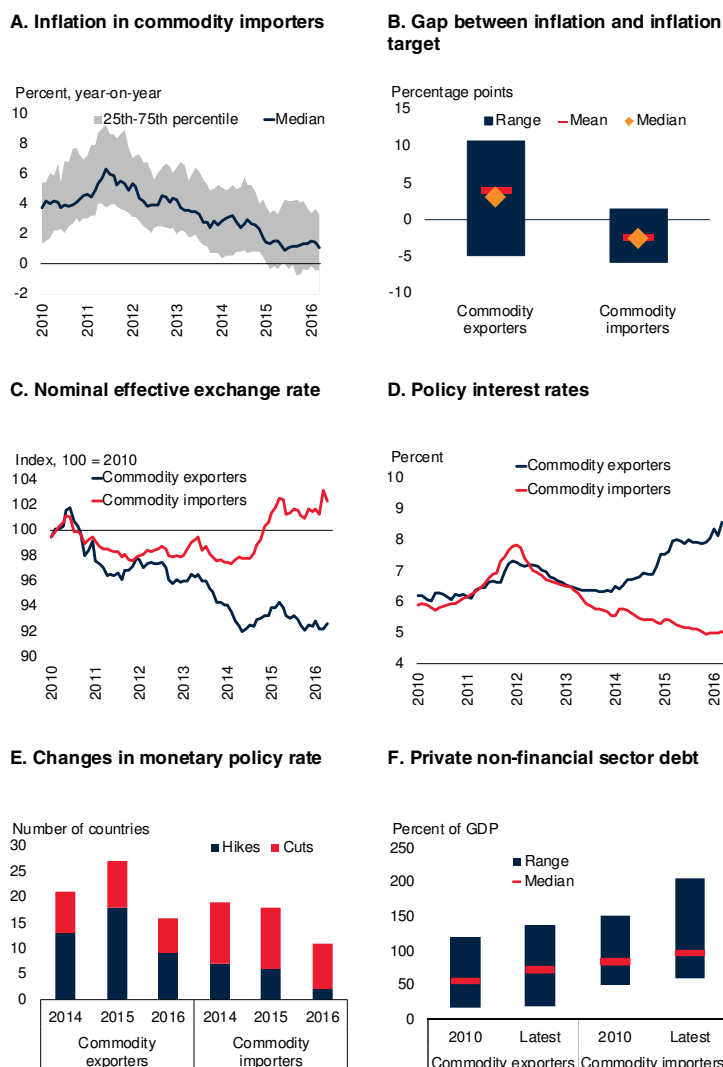 A. Inflation in commodity importers
Percent, year-on-year
10
25th-75th percentile Median
8
6
4
2
0
-2
2010 2011 2012 2013 2014 2015 2016
B. Gap between inflation and inflation
target
Percentage points
15
Range Mean Median
10
5
0
-5
-10
Commodity Commodity
exporters importers
C. Nominal effective exchange rate
Index, 100 = 2010
104
Commodity exporters
102
Commodity importers
100
98
96
94
92
90
2010 2011 2012 2013 2014 2015 2016
D. Policy interest rates
Percent
10
Commodity exporters
9
Commodity importers
8
7
6
5
4
2010 2011 2012 2013 2014 2015 2016
E. Changes in monetary policy rate
Number of countries
30
Hikes Cuts
25
20
15
10
5
0
2014 2015 2016 2014 2015 2016
Commodity Commodity
exporters importers
F. Private non-financial sector debt
Percent of GDP
250
Range
200
Median
150
100
50
0
2010 Latest 2010 Latest
Commodity exporters Commodity importers